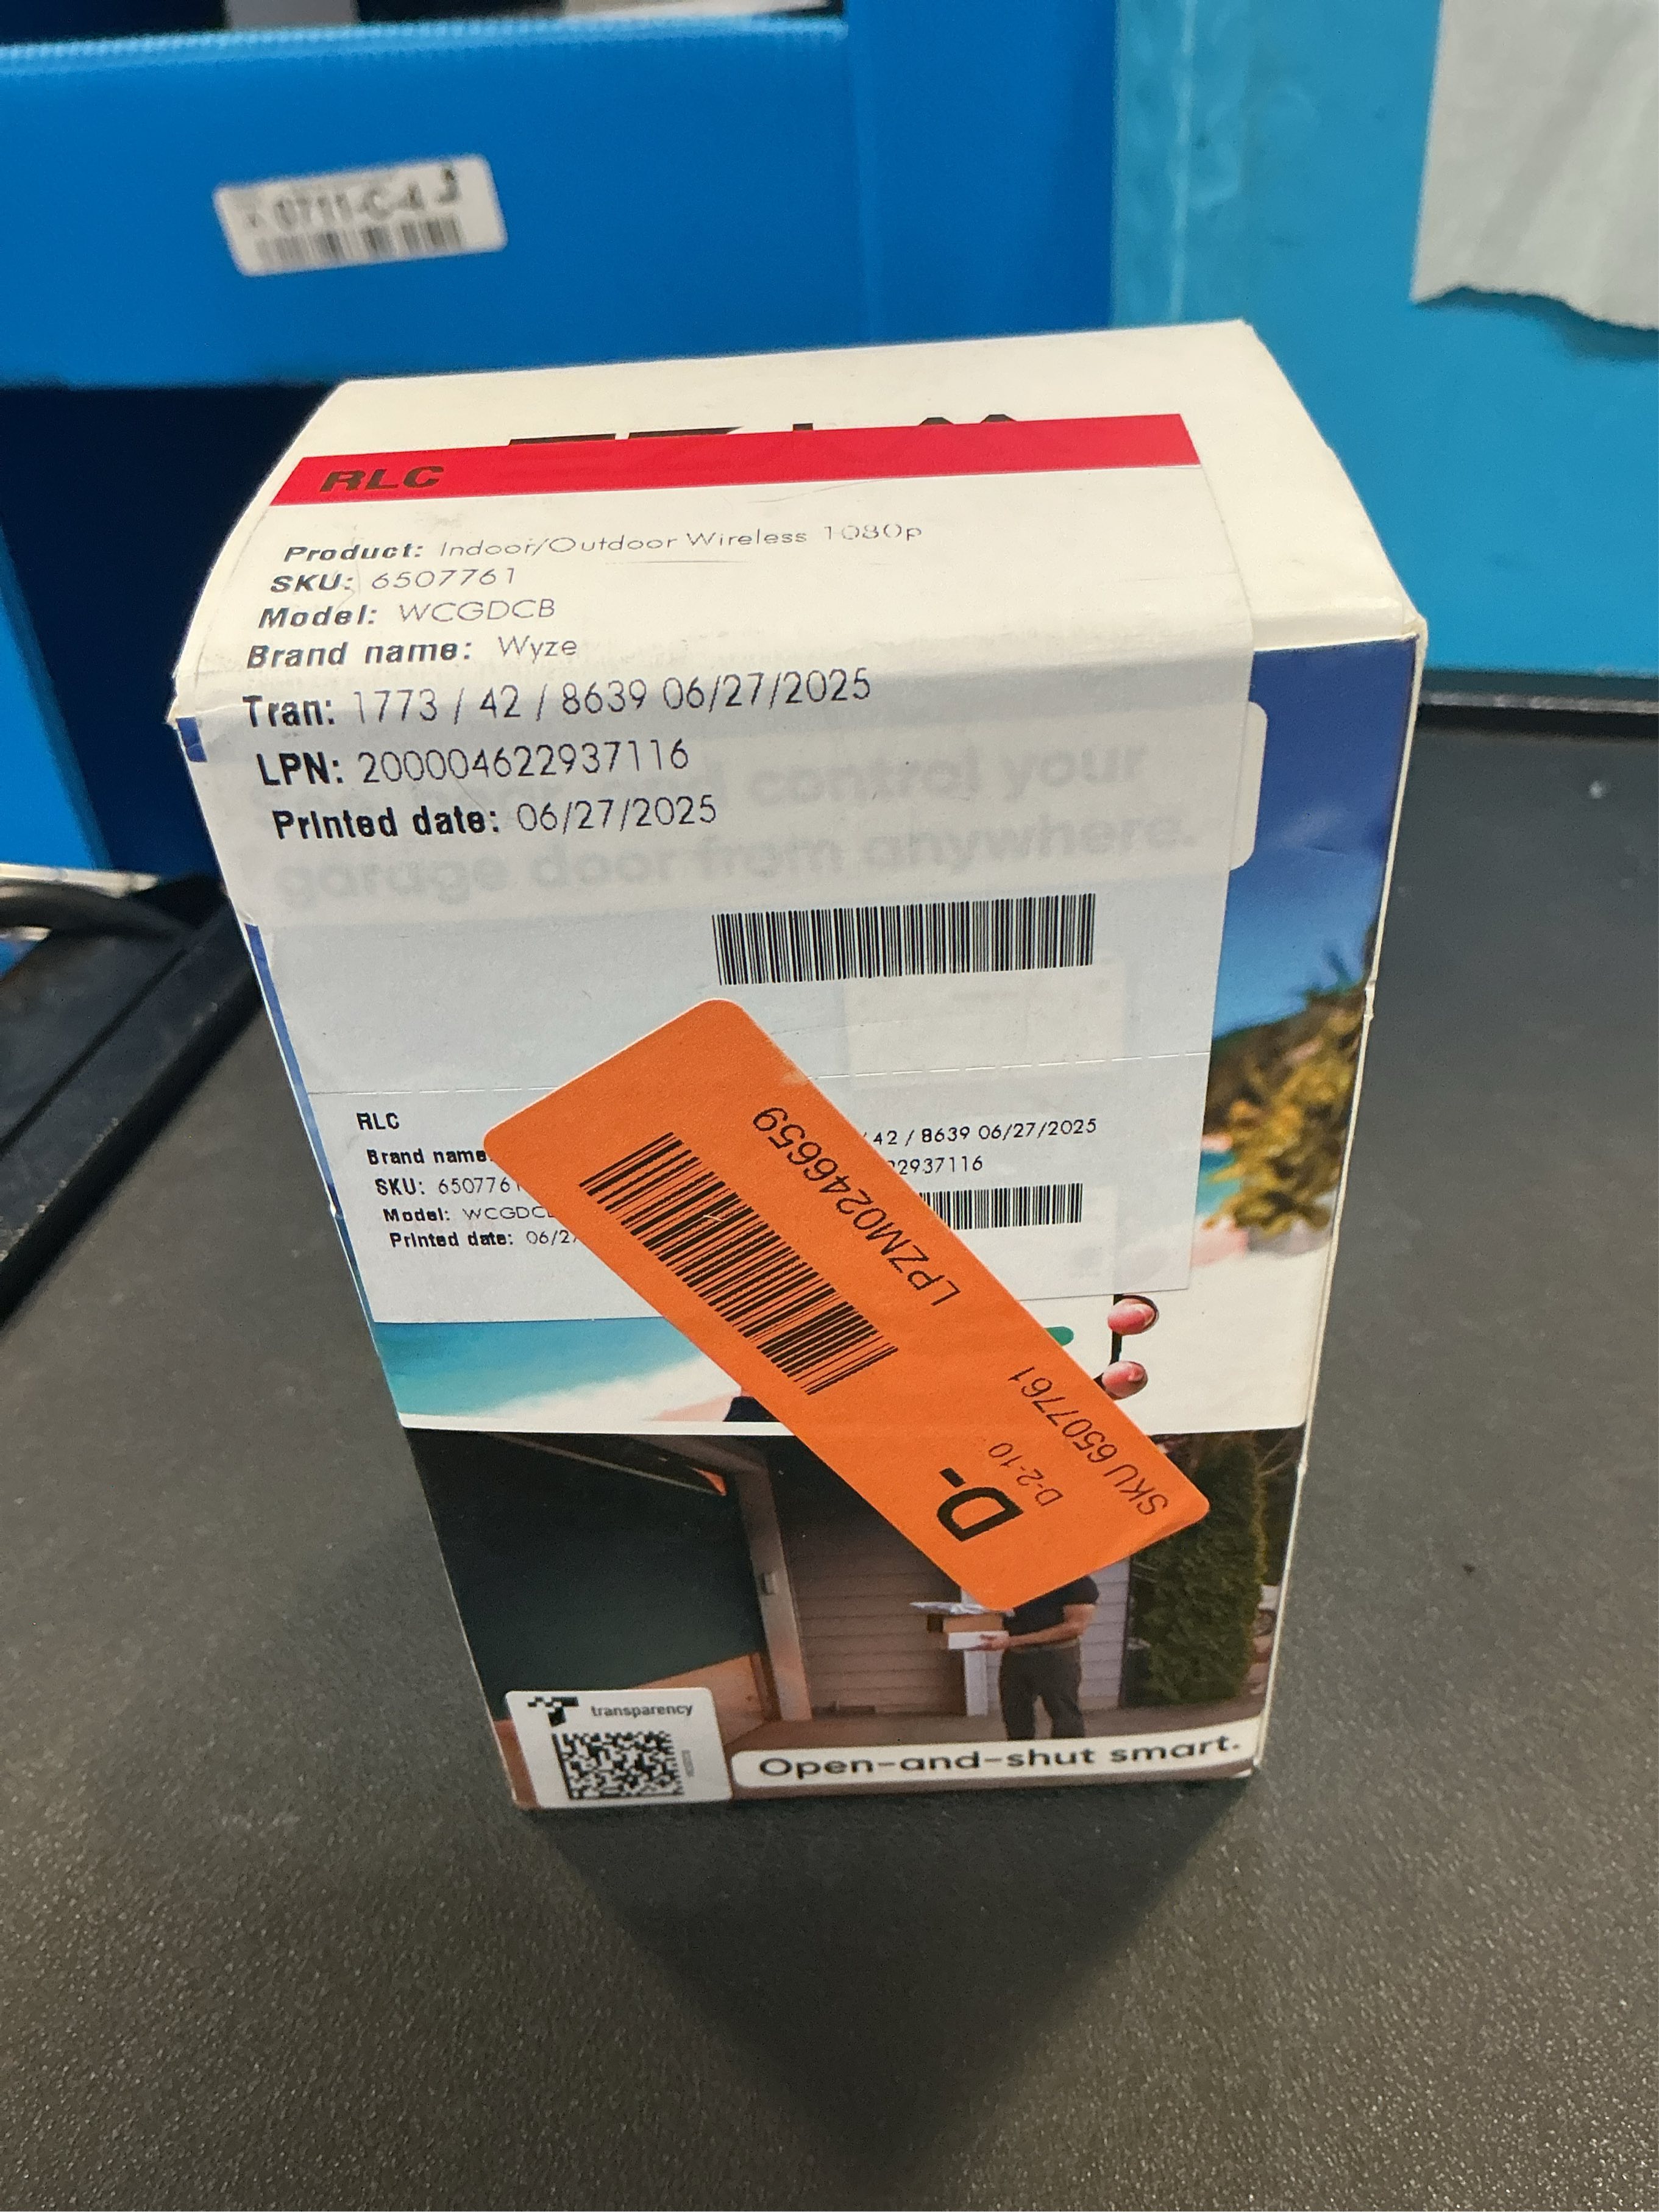 0711-C-4
RLC
Product: Indoor/Outdoor Wireless 1080p
SKU: 6507761
Model: WCGDCB
Brand name: Wyze
Tran: 1773 / 42 / 8639 06/27/2025
LPN: 200004622937116
Printed date: 06/27/2025
control your
garage door from anywhere.
RLC
Brand name
SKU: 650776
Model: WCGDC
Printed date: 06/27
42 / 8639 06/27/2025
2937116
LPZM0246659
SKU 6507761
D-2-10
D-
transparency
Open-and-shut smart.